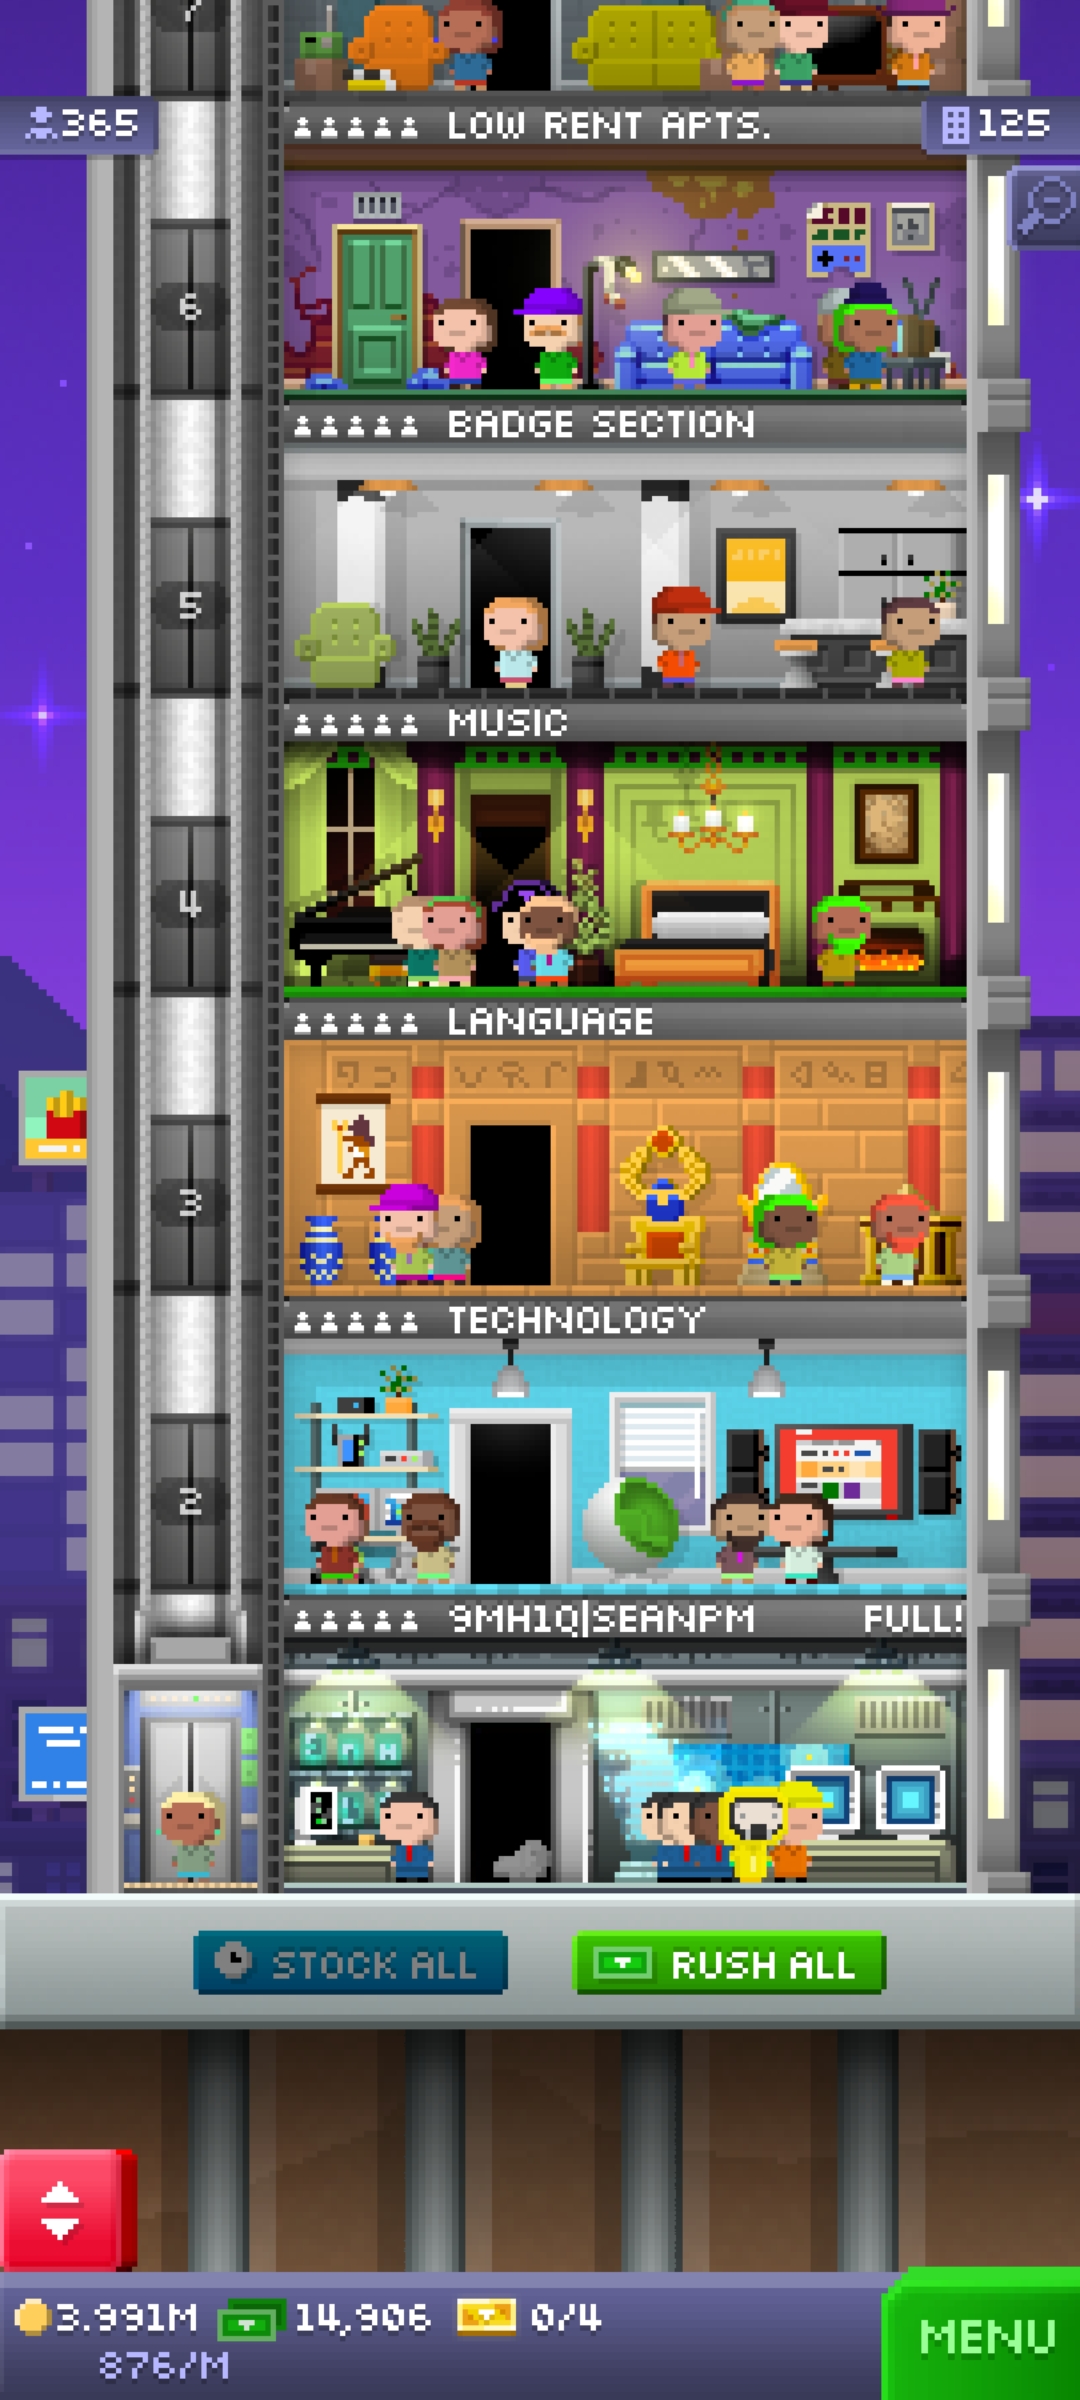 7
365
LOW RENT APTS.
125
6
BADGE SECTION
5
MUSIC
4
LANGUAGE
3
TECHNOLOGY
2
9MH1Q|SEANPM FULL!
STOCK ALL
RUSH ALL
3.991M 14,906 0/4
876/M
MENU